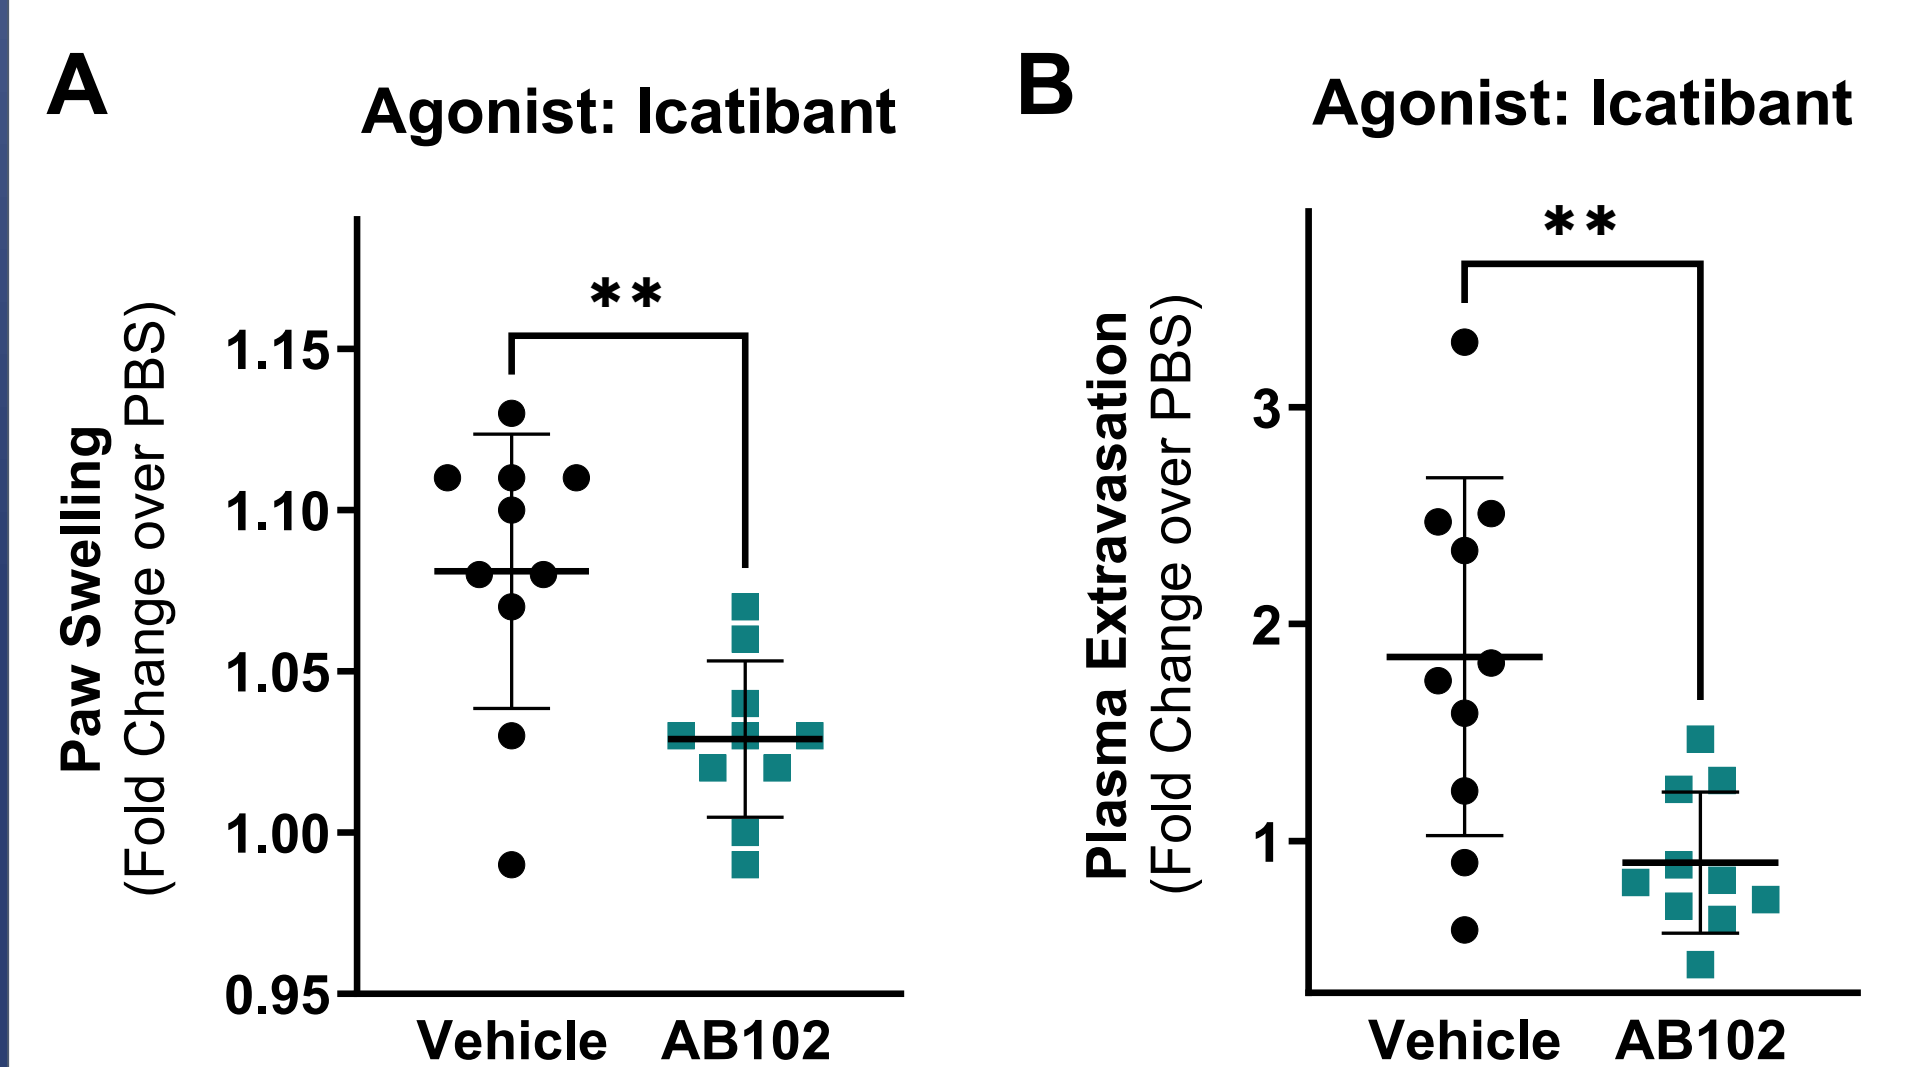 A
Agonist: Icatibant
**
Paw Swelling
(Fold Change over PBS)
1.15
1.10
1.05
1.00
0.95
Vehicle
AB102
B
Agonist: Icatibant
**
Plasma Extravasation
(Fold Change over PBS)
3
2
1
Vehicle
AB102